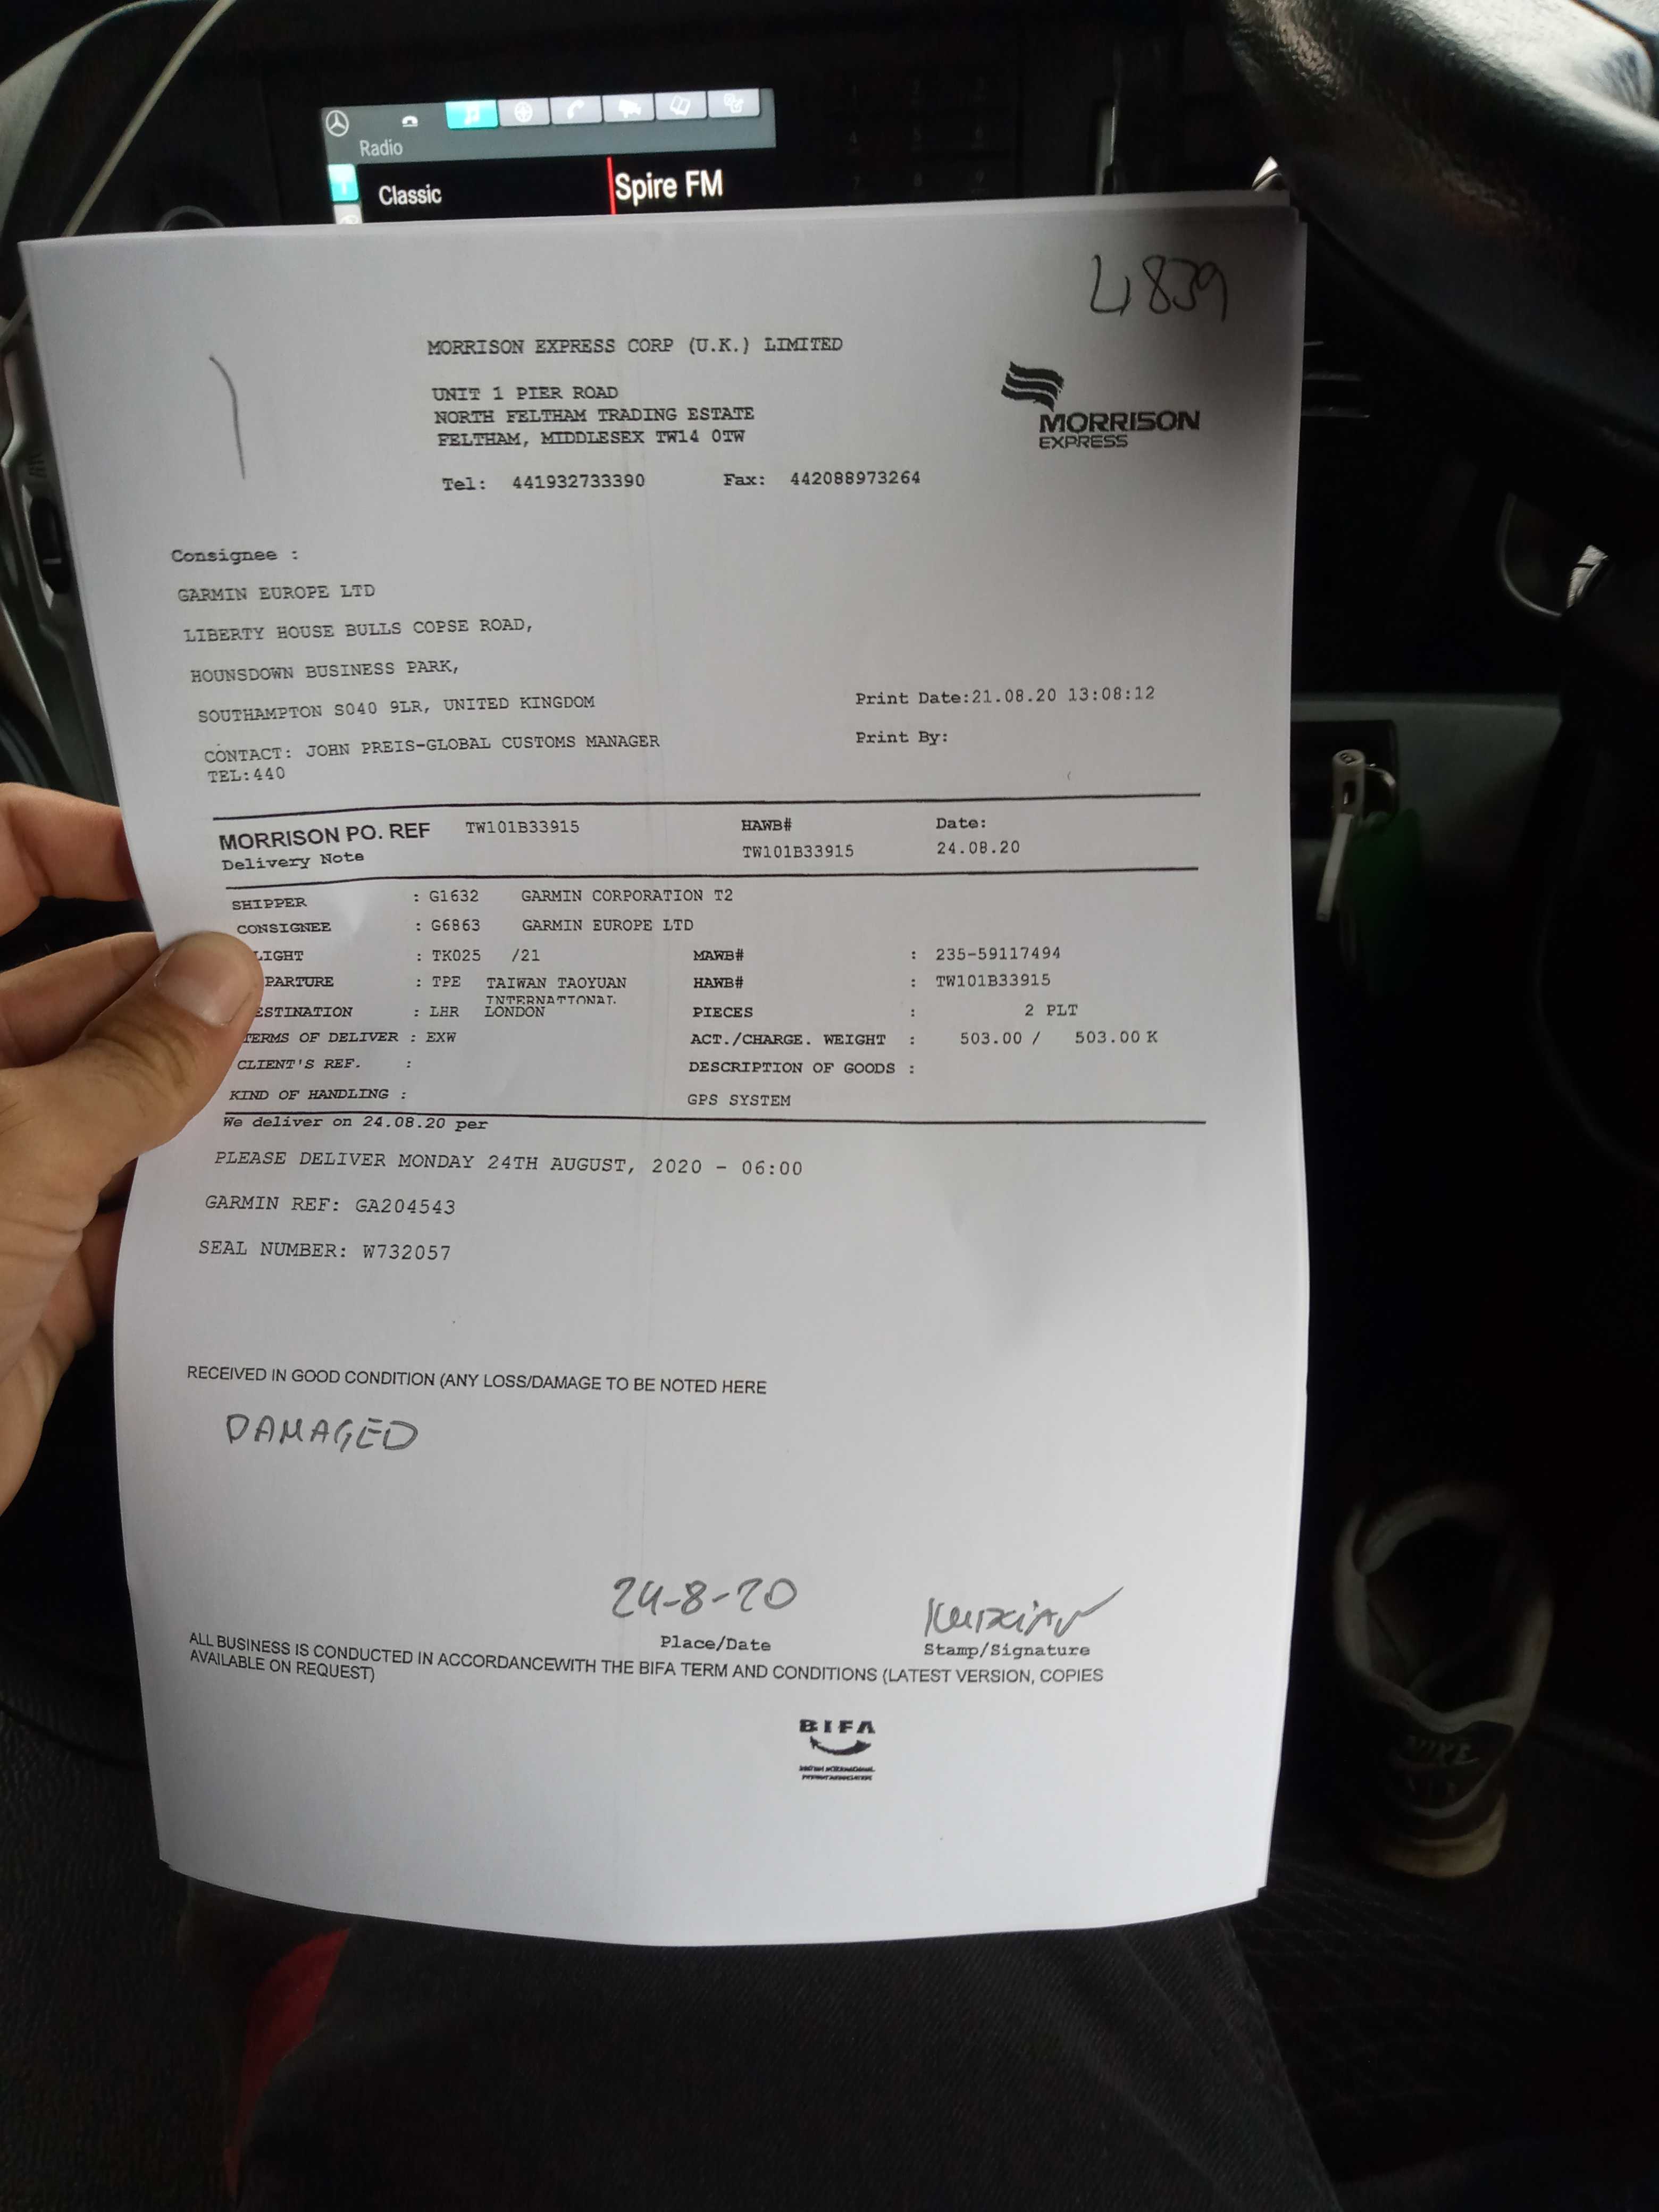 Radio
Classic
Spire FM
4839
MORRISON EXPRESS CORP (U.K.) LIMITED
UNIT 1 PIER ROAD
NORTH FELTHAM TRADING ESTATE
FELTHAM, MIDDLESEX TW14 0TW
MORRISON
EXPRESS
Tel: 441932733390 Fax: 442088973264
Consignee :
GARMIN EUROPE LTD
LIBERTY HOUSE BULLS COPSE ROAD,
HOUNSDOWN BUSINESS PARK,
SOUTHAMPTON SO40 9LR, UNITED KINGDOM
Print Date:21.08.20 13:08:12
CONTACT: JOHN PREIS-GLOBAL CUSTOMS MANAGER
Print By:
TEL:440
MORRISON PO. REF TW101B33915 HAWB# Date:
Delivery Note TW101B33915 24.08.20
SHIPPER : G1632 GARMIN CORPORATION T2
CONSIGNEE : G6863 GARMIN EUROPE LTD
LIGHT : TK025 /21 MAWB# : 235-59117494
PARTURE : TPE TAIWAN TAOYUAN HAWB# : TW101B33915
INTERNATIONAL
ESTINATION : LHR LONDON PIECES : 2 PLT
TERMS OF DELIVER : EXW ACT./CHARGE. WEIGHT : 503.00 / 503.00 K
CLIENT'S REF. : DESCRIPTION OF GOODS :
KIND OF HANDLING : GPS SYSTEM
We deliver on 24.08.20 per
PLEASE DELIVER MONDAY 24TH AUGUST, 2020 - 06:00
GARMIN REF: GA204543
SEAL NUMBER: W732057
RECEIVED IN GOOD CONDITION (ANY LOSS/DAMAGE TO BE NOTED HERE
DAMAGED
24-8-20
Place/Date Stamp/Signature
ALL BUSINESS IS CONDUCTED IN ACCORDANCEWITH THE BIFA TERM AND CONDITIONS (LATEST VERSION, COPIES
AVAILABLE ON REQUEST)
BIFA